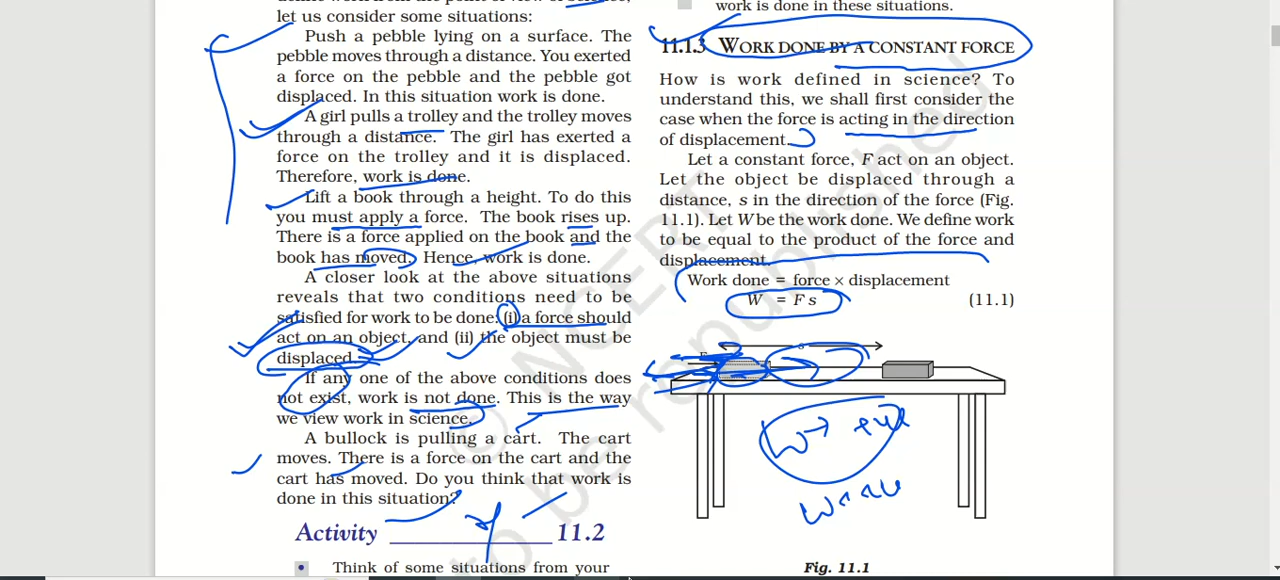 let us consider some situations:
Push a pebble lying on a surface. The
pebble moves through a distance. You exerted
a force on the pebble and the pebble got
displaced. In this situation work is done.
A girl pulls a trolley and the trolley moves
through a distance. The girl has exerted a
force on the trolley and it is displaced.
Therefore, work is done.
Lift a book through a height. To do this
you must apply a force. The book rises up.
There is a force applied on the book and the
book has moved. Hence, work is done.
A closer look at the above situations
reveals that two conditions need to be
satisfied for work to be done: (i) a force should
act on an object, and (ii) the object must be
displaced
If any one of the above conditions does
not exist, work is not done. This is the way
we view work in science.
A bullock is pulling a cart. The cart
moves. There is a force on the cart and the
cart has moved. Do you think that work is
done in this situation?
Activity 11.2
Think of some situations from your
work is done in these situations.
11.1.3 WORK DONE BY A CONSTANT FORCE
How is work defined in science? To
understand this, we shall first consider the
case when the force is acting in the direction
of displacement.
Let a constant force, F act on an object.
Let the object be displaced through a
distance, s in the direction of the force (Fig.
11.1). Let W be the work done. We define work
to be equal to the product of the force and
displacement.
Work done = force × displacement
W = F s (11.1)
s
F
Fig. 11.1
© NCERT
to be republished